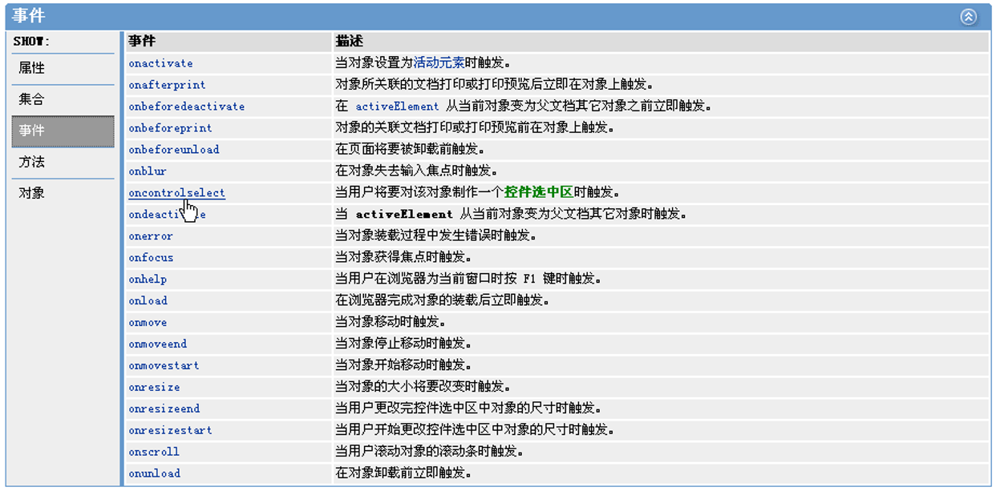 事件
SHOW:
属性
集合
事件
方法
对象
事件 描述
onactivate 当对象设置为活动元素时触发。
onafterprint 对象所关联的文档打印或打印预览后立即在对象上触发。
onbeforedeactivate 在 activeElement 从当前对象变为父文档其它对象之前立即触发。
onbeforeprint 对象的关联文档打印或打印预览前在对象上触发。
onbeforeunload 在页面将要被卸载前触发。
onblur 在对象失去输入焦点时触发。
oncontrolselect 当用户将要对该对象制作一个控件选中区时触发。
ondeactivate 当 activeElement 从当前对象变为父文档其它对象时触发。
onerror 当对象装载过程中发生错误时触发。
onfocus 当对象获得焦点时触发。
onhelp 当用户在浏览器为当前窗口时按 F1 键时触发。
onload 在浏览器完成对象的装载后立即触发。
onmove 当对象移动时触发。
onmoveend 当对象停止移动时触发。
onmovestart 当对象开始移动时触发。
onresize 当对象的大小将要改变时触发。
onresizeend 当用户更改完控件选中区中对象的尺寸时触发。
onresizestart 当用户开始更改控件选中区中对象的尺寸时触发。
onscroll 当用户滚动对象的滚动条时触发。
onunload 在对象卸载前立即触发。